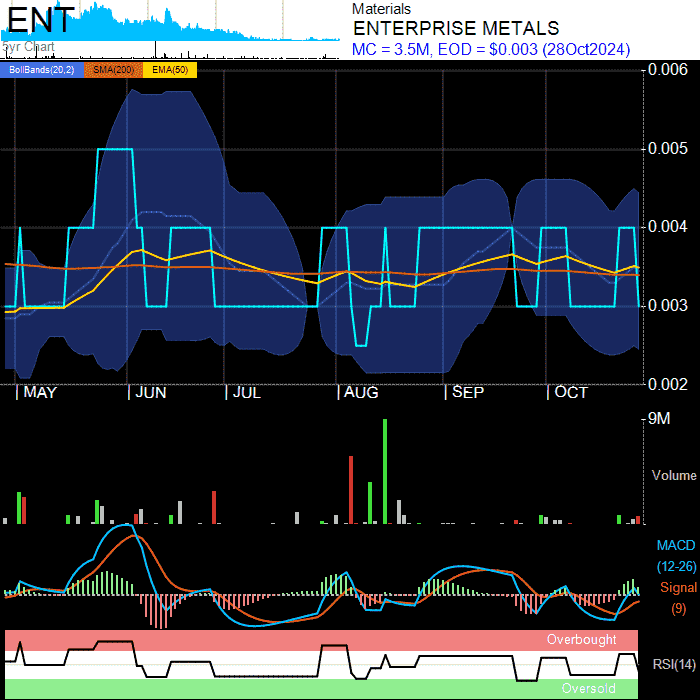 ENT
5yr Chart
Materials
ENTERPRISE METALS
MC = 3.5M, EOD = $0.003 (28Oct2024)
BollBands(20,2) SMA(200) EMA(50)
0.006
0.005
0.004
0.003
0.002
MAY JUN JUL AUG SEP OCT
9M
Volume
MACD
(12-26)
Signal
(9)
Overbought
RSI(14)
Oversold